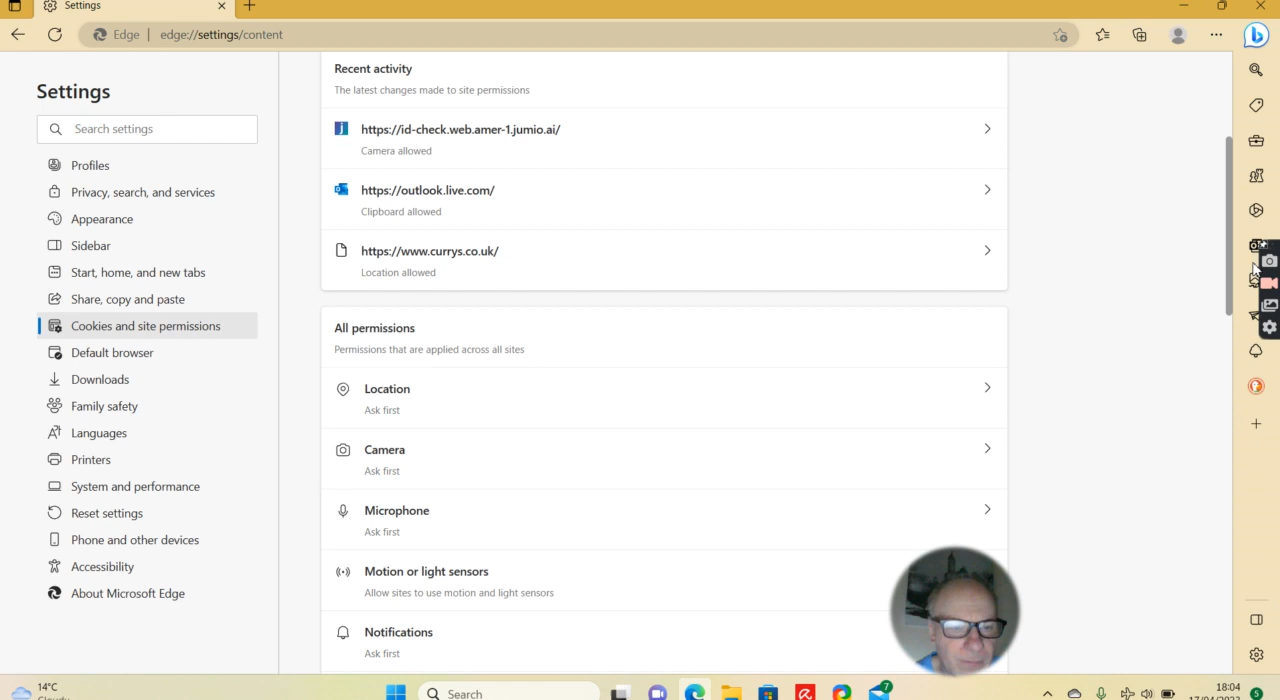 Settings
Edge
edge://settings/content
Settings
Search settings
Profiles
Privacy, search, and services
Appearance
Sidebar
Start, home, and new tabs
Share, copy and paste
Cookies and site permissions
Default browser
Downloads
Family safety
Languages
Printers
System and performance
Reset settings
Phone and other devices
Accessibility
About Microsoft Edge
Recent activity
The latest changes made to site permissions
https://id-check.web.amer-1.jumio.ai/
Camera allowed
https://outlook.live.com/
Clipboard allowed
https://www.currys.co.uk/
Location allowed
All permissions
Permissions that are applied across all sites
Location
Ask first
Camera
Ask first
Microphone
Ask first
Motion or light sensors
Allow sites to use motion and light sensors
Notifications
Ask first
14°C
Cloudy
Search
7
18:04
17/04/2023
5